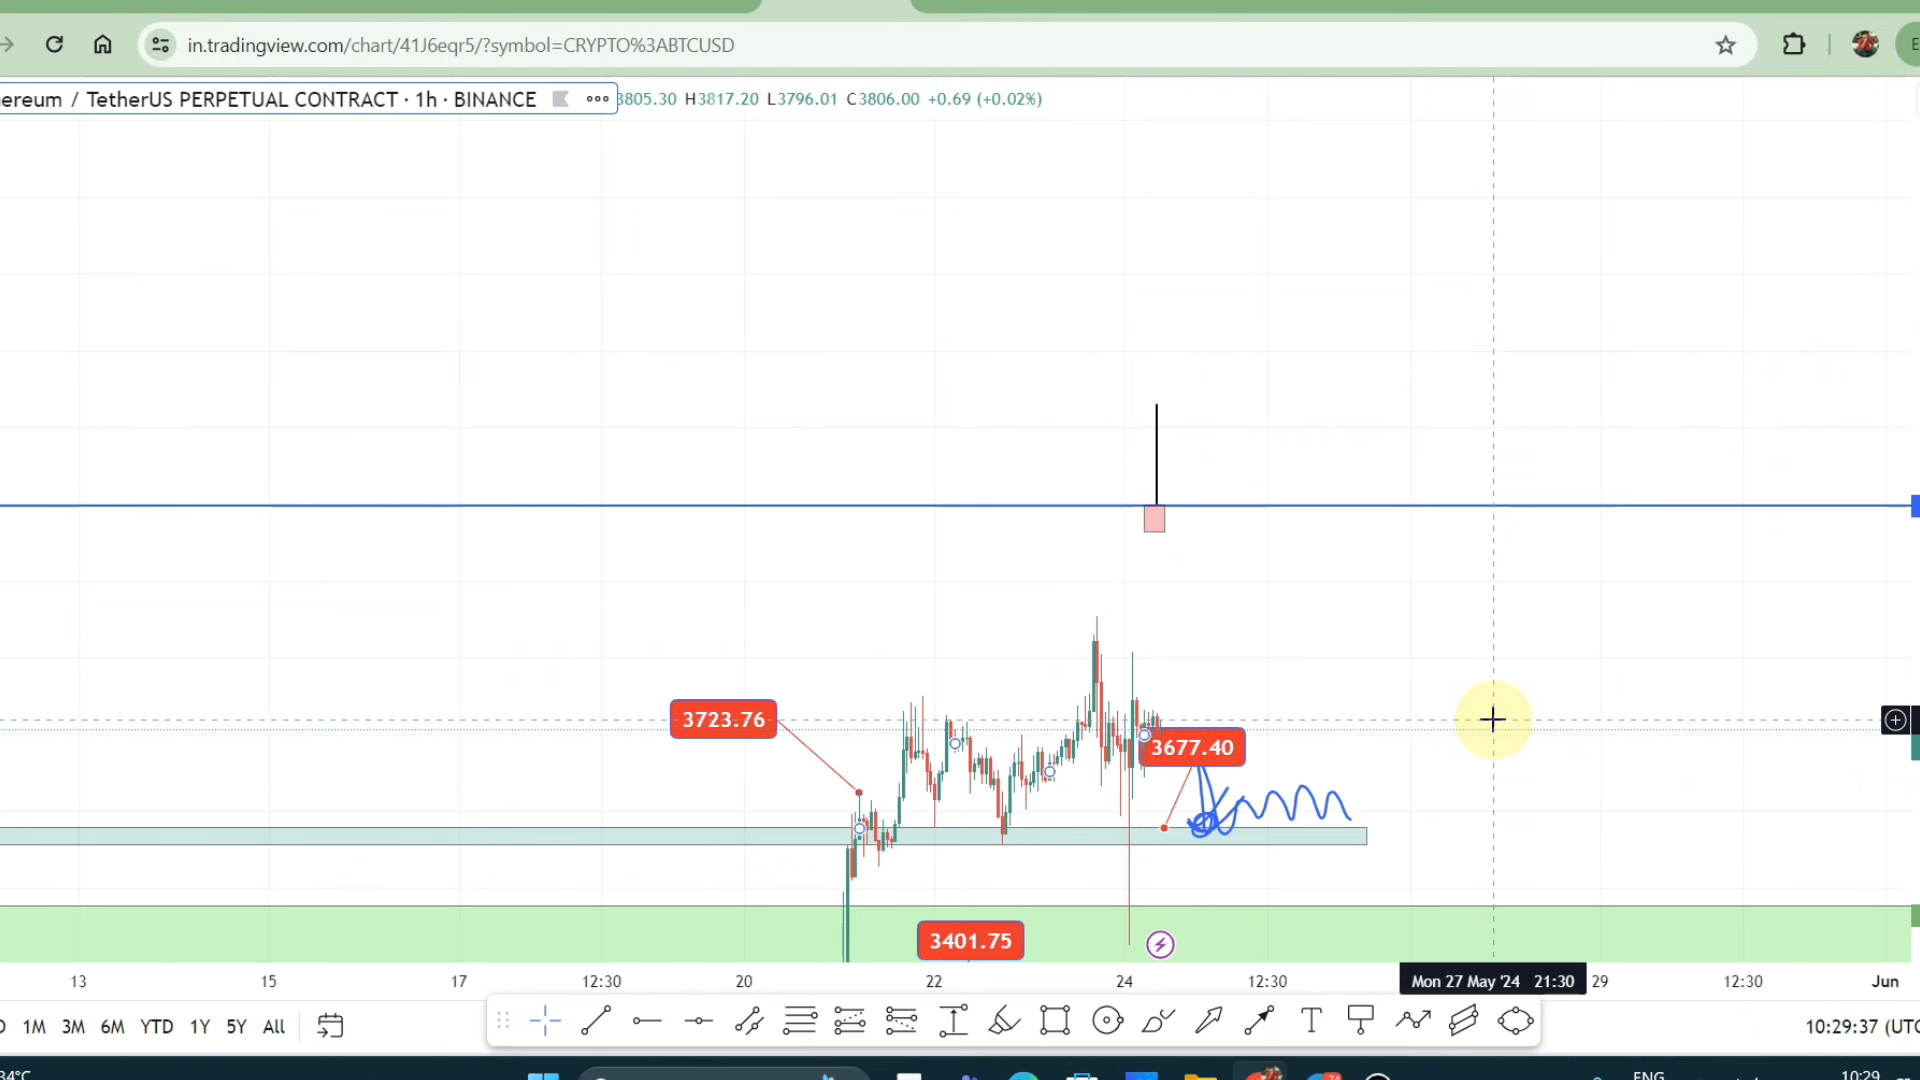 in.tradingview.com/chart/41J6eqr5/?symbol=CRYPTO%3ABTCUSD
ereum / TetherUS PERPETUAL CONTRACT · 1h · BINANCE 3805.30 H3817.20 L3796.01 C3806.00 +0.69 (+0.02%)
3723.76
3677.40
3401.75
13 15 17 12:30 20 22 24 12:30 Mon 27 May '24 21:30 29 12:30 Jun
1M 3M 6M YTD 1Y 5Y All
10:29:37 (UTC
34°C
ENG
10:29